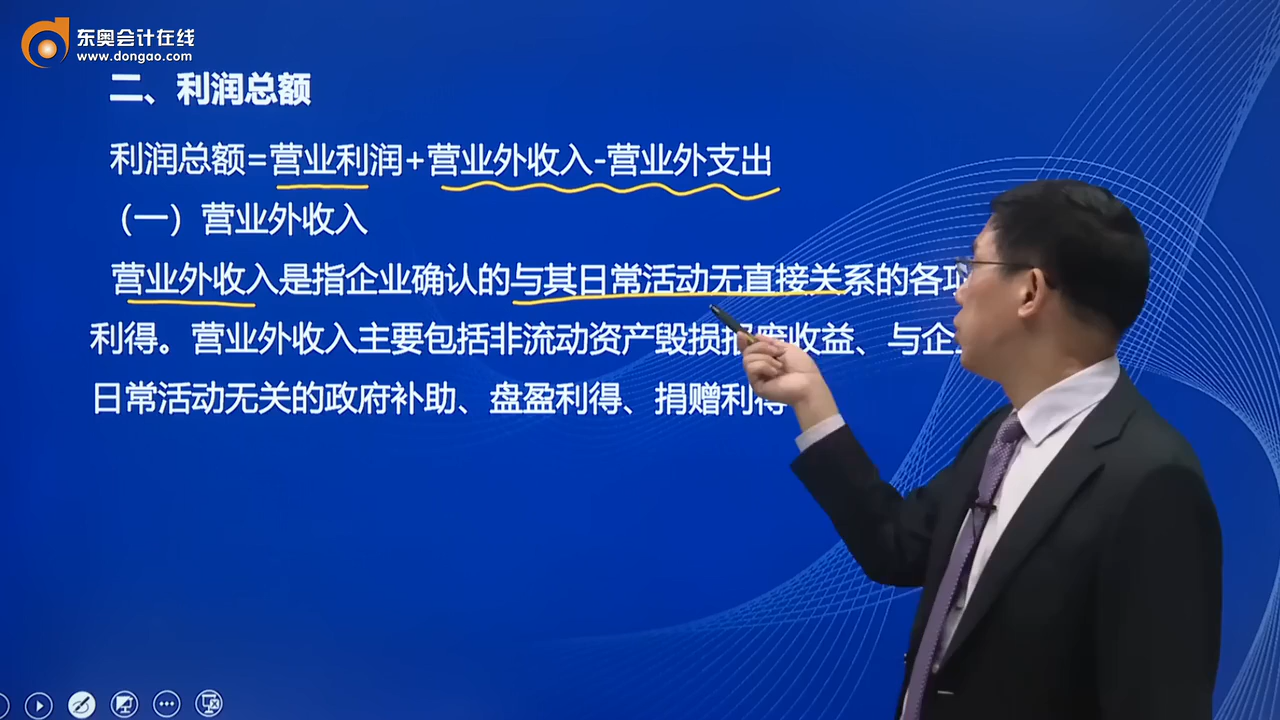 东奥会计在线
www.dongao.com
二、利润总额
利润总额=营业利润+营业外收入-营业外支出
（一）营业外收入
营业外收入是指企业确认的与其日常活动无直接关系的各项
利得。营业外收入主要包括非流动资产毁损报废收益、与企业
日常活动无关的政府补助、盘盈利得、捐赠利得